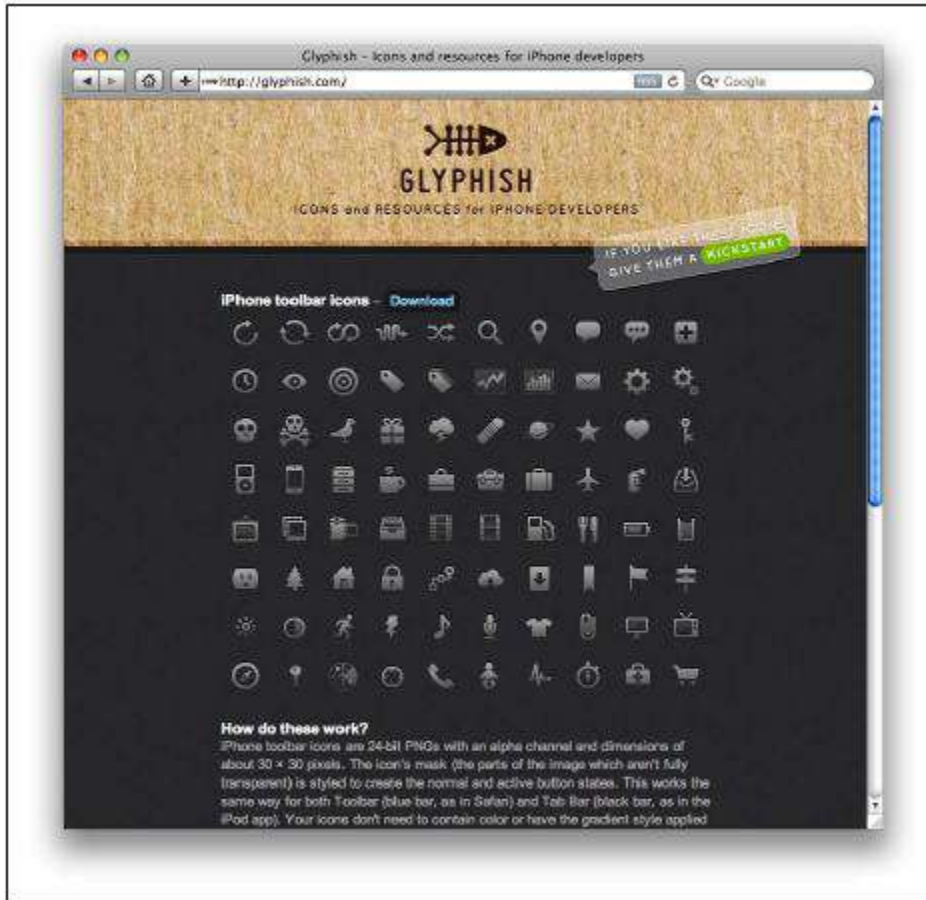 Glyphish – Icons and resources for iPhone developers
http://glyphish.com/
RSS
Google
GLYPHISH
ICONS and RESOURCES for IPHONE DEVELOPERS
IF YOU LIKE
GIVE THEM A KICKSTART
iPhone toolbar icons – Download
How do these work?
iPhone toolbar icons are 24-bit PNGs with an alpha channel and dimensions of
about 30 × 30 pixels. The icon's mask (the parts of the image which aren't fully
transparent) is styled to create the normal and active button states. This works the
same way for both Toolbar (blue bar, as in Safari) and Tab Bar (black bar, as in the
iPod app). Your icons don't need to contain color or have the gradient style applied